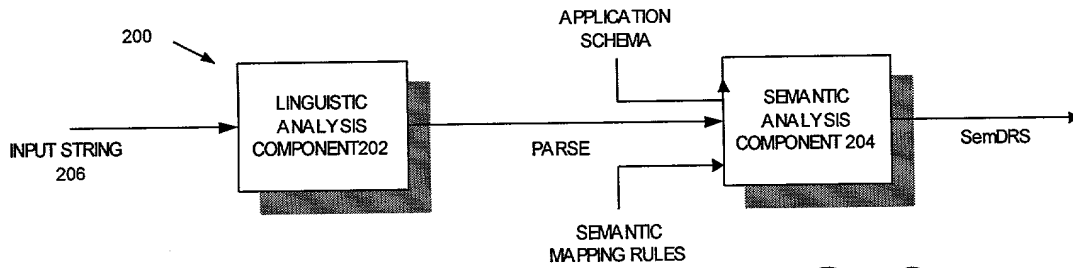 APPLICATION
SCHEMA
200
LINGUISTIC
ANALYSIS
COMPONENT202
SEMANTIC
ANALYSIS
COMPONENT 204
INPUT STRING
206
PARSE
SemDRS
SEMANTIC
MAPPING RULES